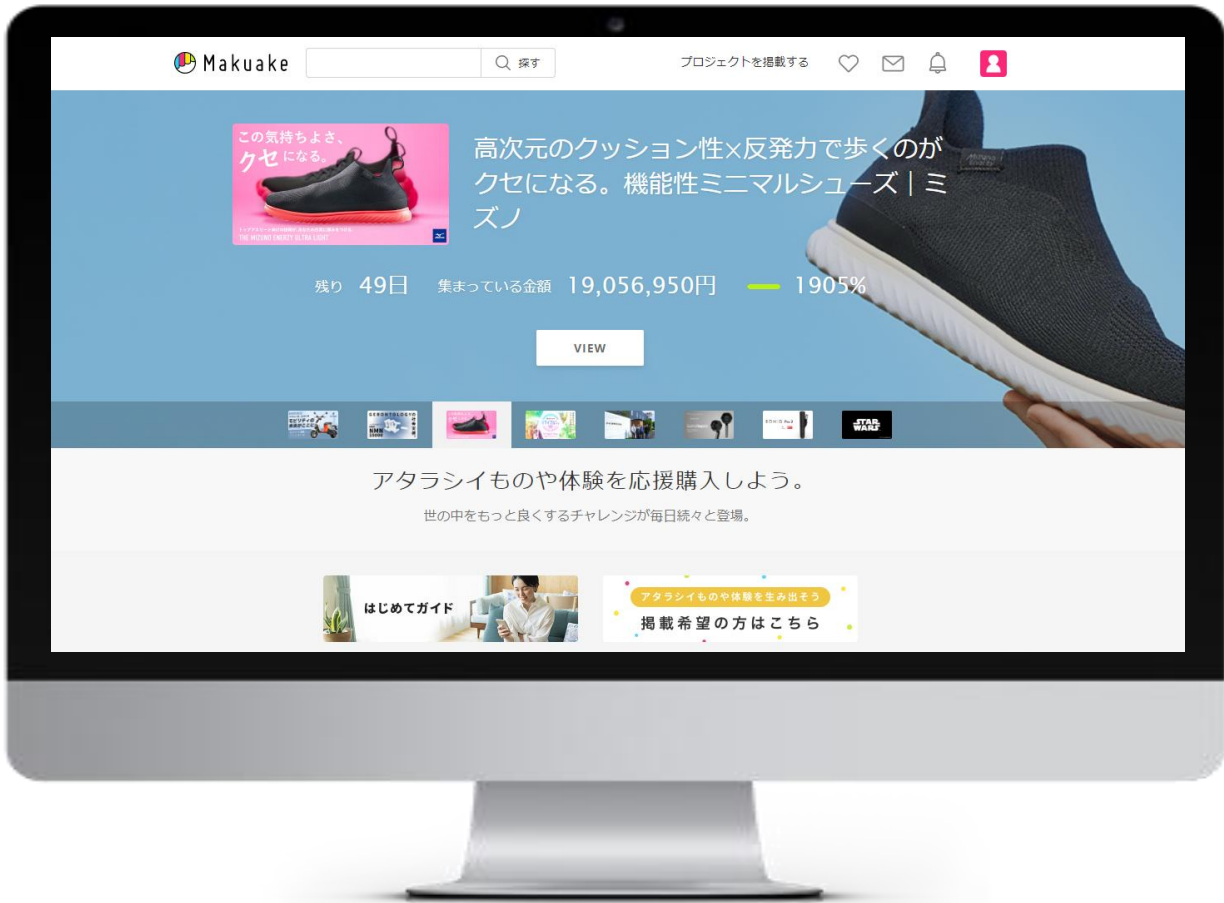 Makuake
探す
プロジェクトを掲載する
この気持ちよさ、
クセになる。
THE MIZUNO ENERZY ULTRA LIGHT
高次元のクッション性×反発力で歩くのが
クセになる。機能性ミニマルシューズ｜ミ
ズノ
残り 49日 集まっている金額 19,056,950円 1905%
VIEW
STAR
WARS
アタラシイものや体験を応援購入しよう。
世の中をもっと良くするチャレンジが毎日続々と登場。
はじめてガイド
アタラシイものや体験を生み出そう
掲載希望の方はこちら